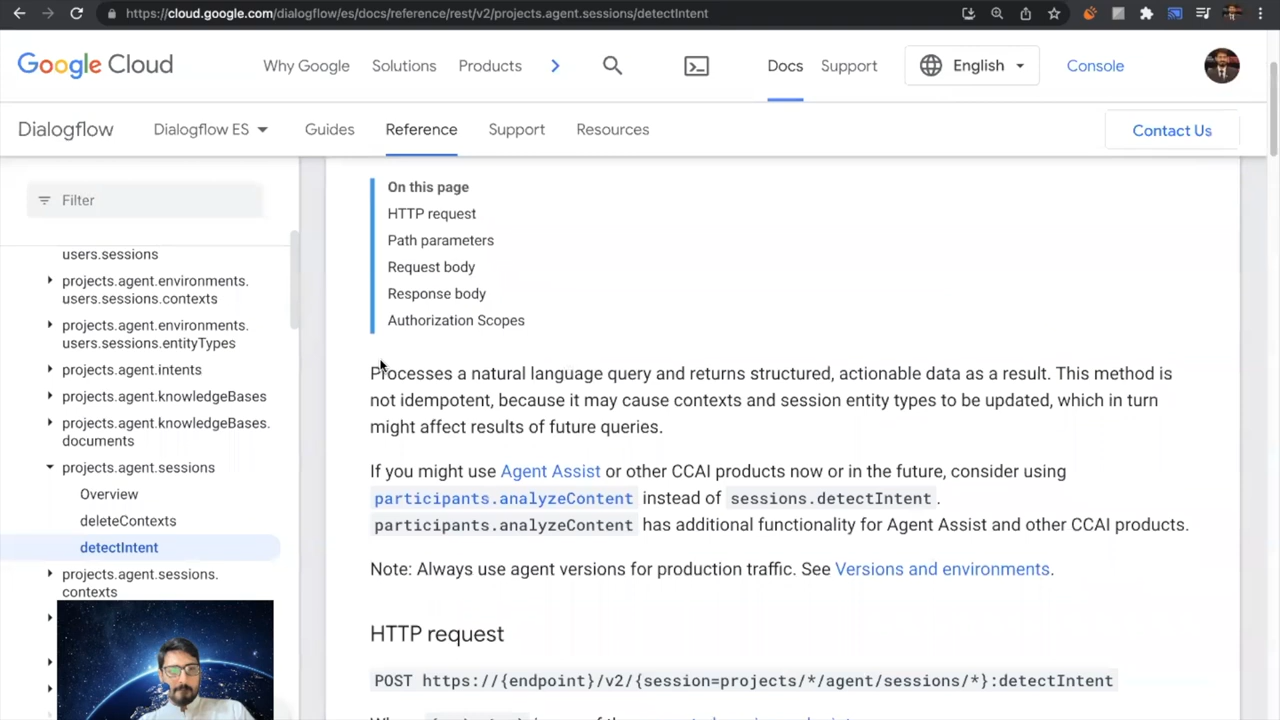 https://cloud.google.com/dialogflow/es/docs/reference/rest/v2/projects.agent.sessions/detectIntent
Google Cloud
Why Google
Solutions
Products
Docs
Support
English
Console
Dialogflow
Dialogflow ES
Guides
Reference
Support
Resources
Contact Us
Filter
users.sessions
projects.agent.environments.
users.sessions.contexts
projects.agent.environments.
users.sessions.entityTypes
projects.agent.intents
projects.agent.knowledgeBases
projects.agent.knowledgeBases.
documents
projects.agent.sessions
Overview
deleteContexts
detectIntent
projects.agent.sessions.
contexts
On this page
HTTP request
Path parameters
Request body
Response body
Authorization Scopes
Processes a natural language query and returns structured, actionable data as a result. This method is
not idempotent, because it may cause contexts and session entity types to be updated, which in turn
might affect results of future queries.
If you might use Agent Assist or other CCAI products now or in the future, consider using
participants.analyzeContent instead of sessions.detectIntent.
participants.analyzeContent has additional functionality for Agent Assist and other CCAI products.
Note: Always use agent versions for production traffic. See Versions and environments.
HTTP request
POST https://{endpoint}/v2/{session=projects/*/agent/sessions/*}:detectIntent